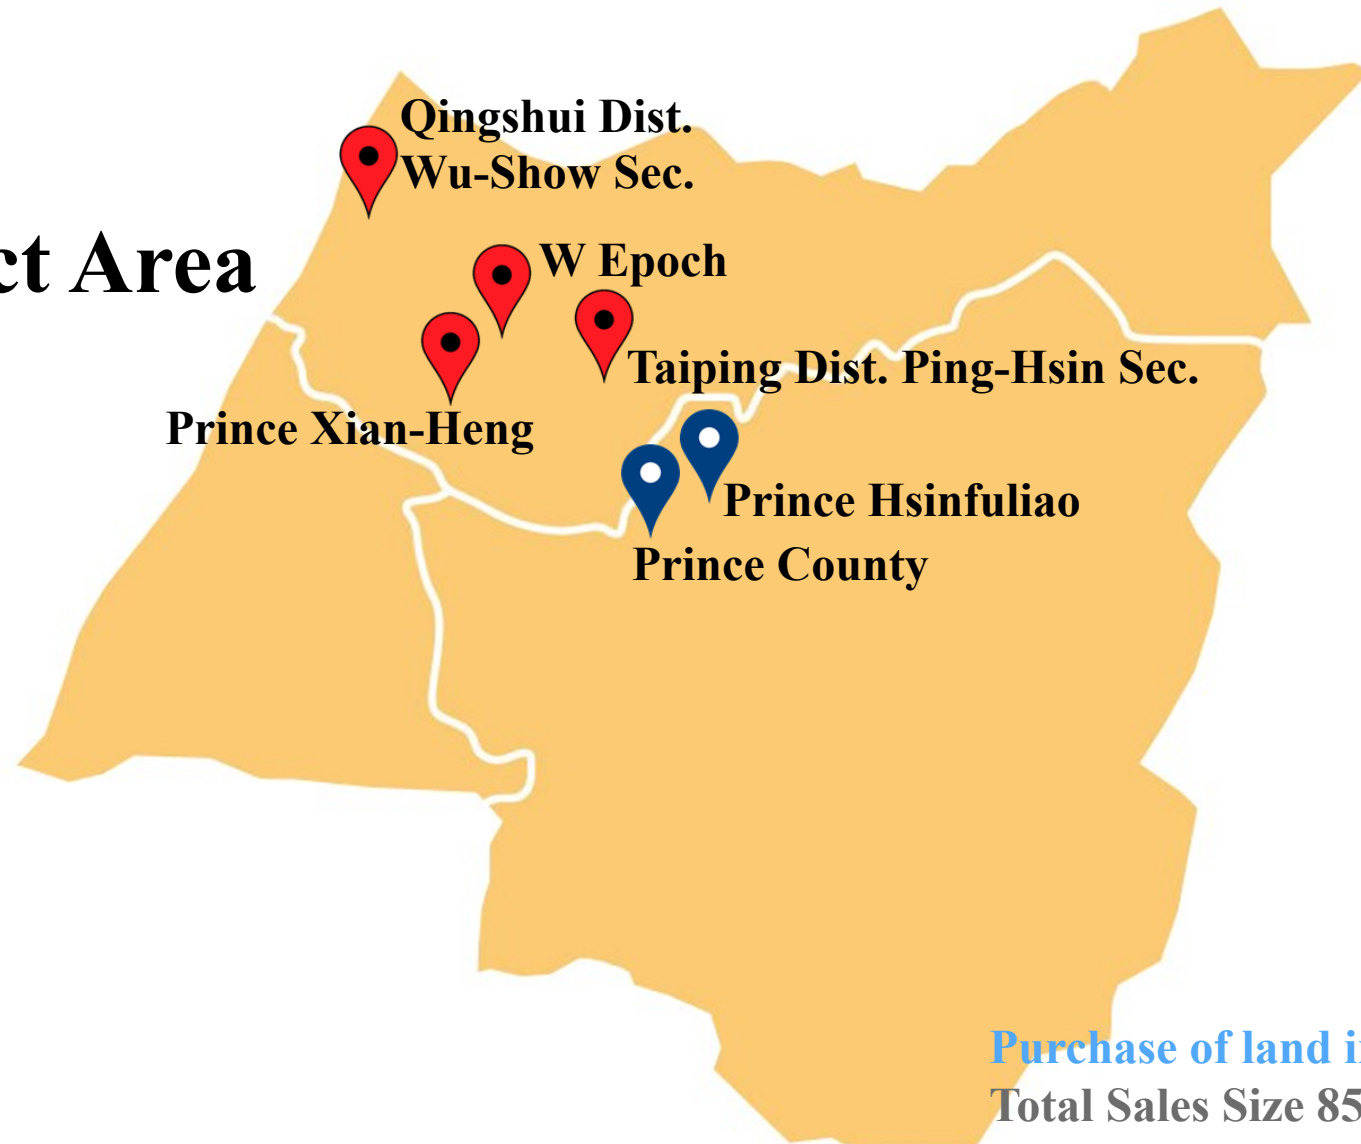 Qingshui Dist.
Wu-Show Sec.
Area
W Epoch
Taiping Dist. Ping-Hsin Sec.
Prince Xian-Heng
Prince Hsinfuliao
Prince County
Purchase of land
Total Sales Size 85